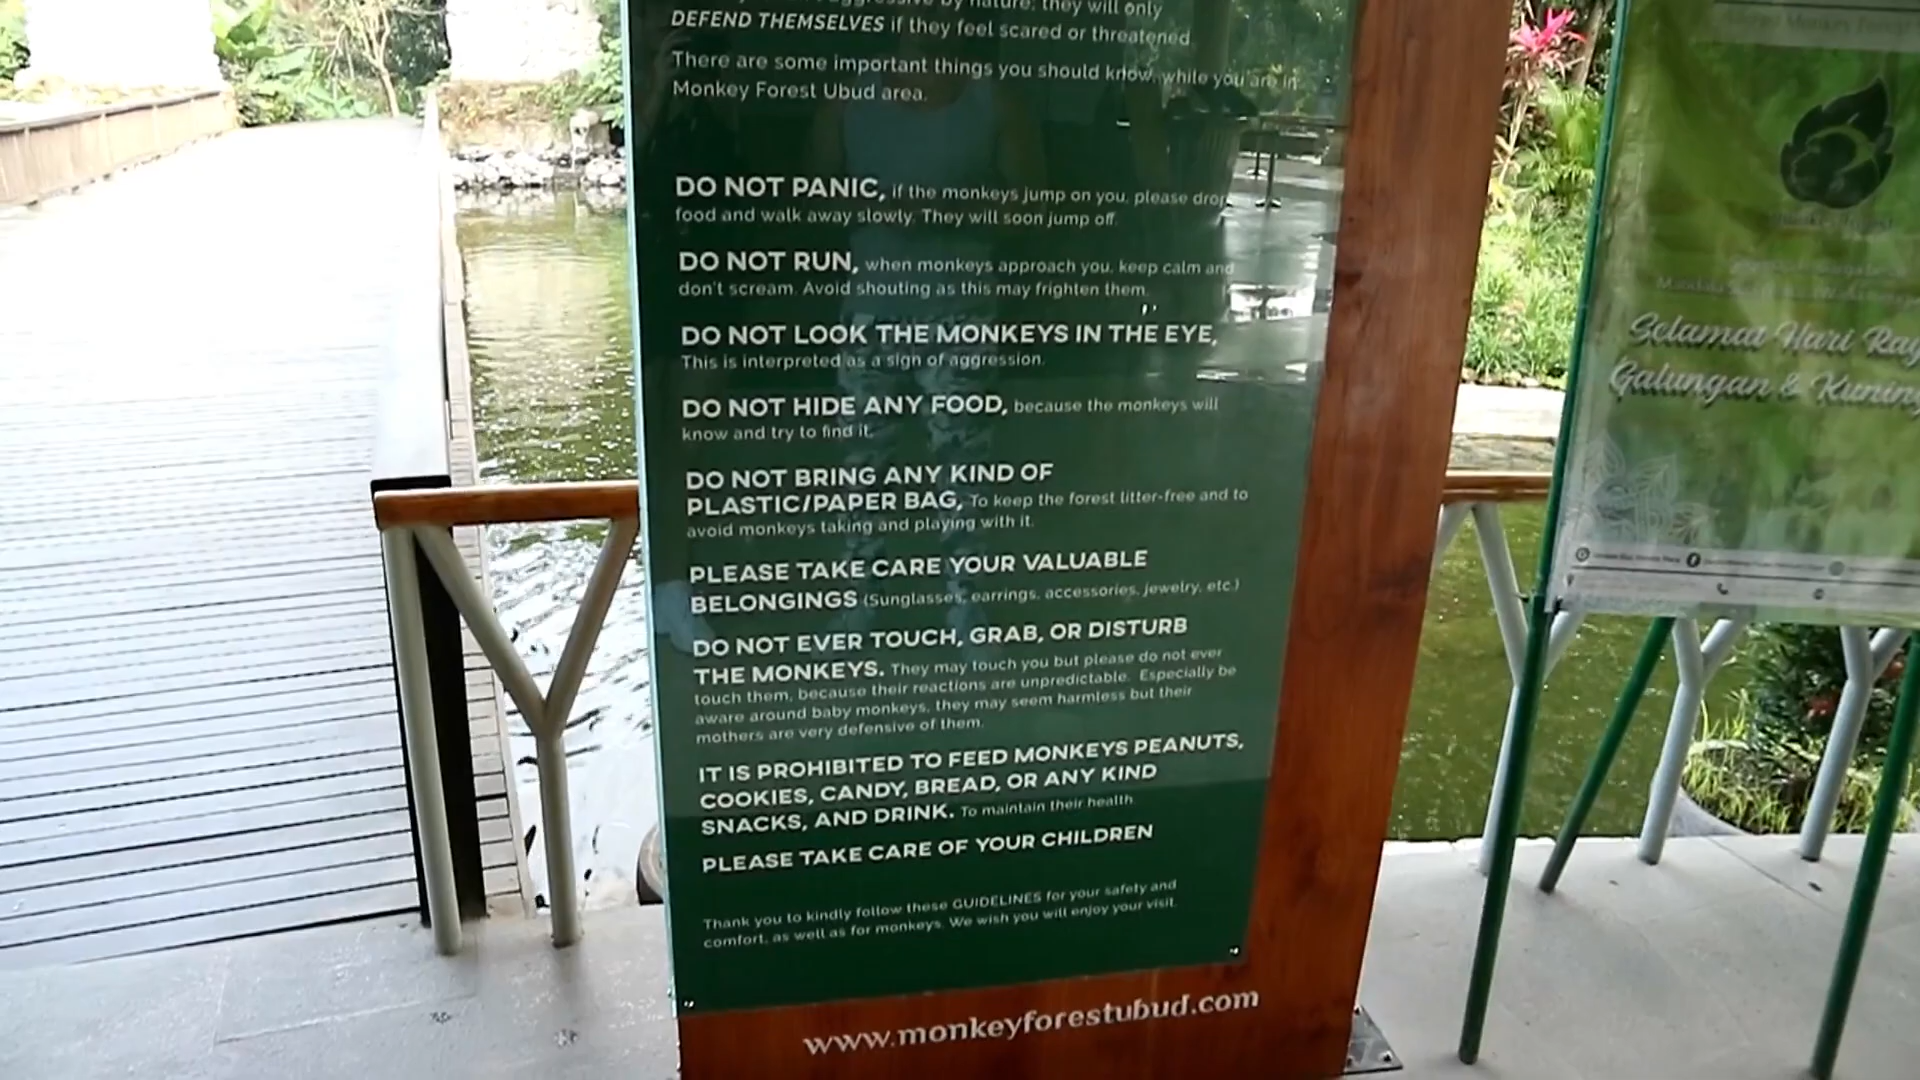 by nature; they will only
DEFEND THEMSELVES if they feel scared or threatened
There are some important things you should know, while you are in
Monkey Forest Ubud area.
DO NOT PANIC, if the monkeys jump on you, please drop
food and walk away slowly. They will soon jump off.
DO NOT RUN, when monkeys approach you, keep calm and
don't scream. Avoid shouting as this may frighten them.
DO NOT LOOK THE MONKEYS IN THE EYE,
This is interpreted as a sign of aggression.
DO NOT HIDE ANY FOOD, because the monkeys will
know and try to find it.
DO NOT BRING ANY KIND OF
PLASTIC/PAPER BAG, To keep the forest litter-free and to
avoid monkeys taking and playing with it.
PLEASE TAKE CARE YOUR VALUABLE
BELONGINGS (Sunglasses, earrings, accessories, jewelry, etc.)
DO NOT EVER TOUCH, GRAB, OR DISTURB
THE MONKEYS. They may touch you but please do not ever
touch them, because their reactions are unpredictable. Especially be
aware around baby monkeys, they may seem harmless but their
mothers are very defensive of them.
IT IS PROHIBITED TO FEED MONKEYS PEANUTS,
COOKIES, CANDY, BREAD, OR ANY KIND
SNACKS, AND DRINK. To maintain their health
PLEASE TAKE CARE OF YOUR CHILDREN
Thank you to kindly follow these GUIDELINES for your safety and
comfort, as well as for monkeys. We wish you will enjoy your visit.
www.monkeyforestubud.com
Selamat Hari Ray
Galungan & Kuning